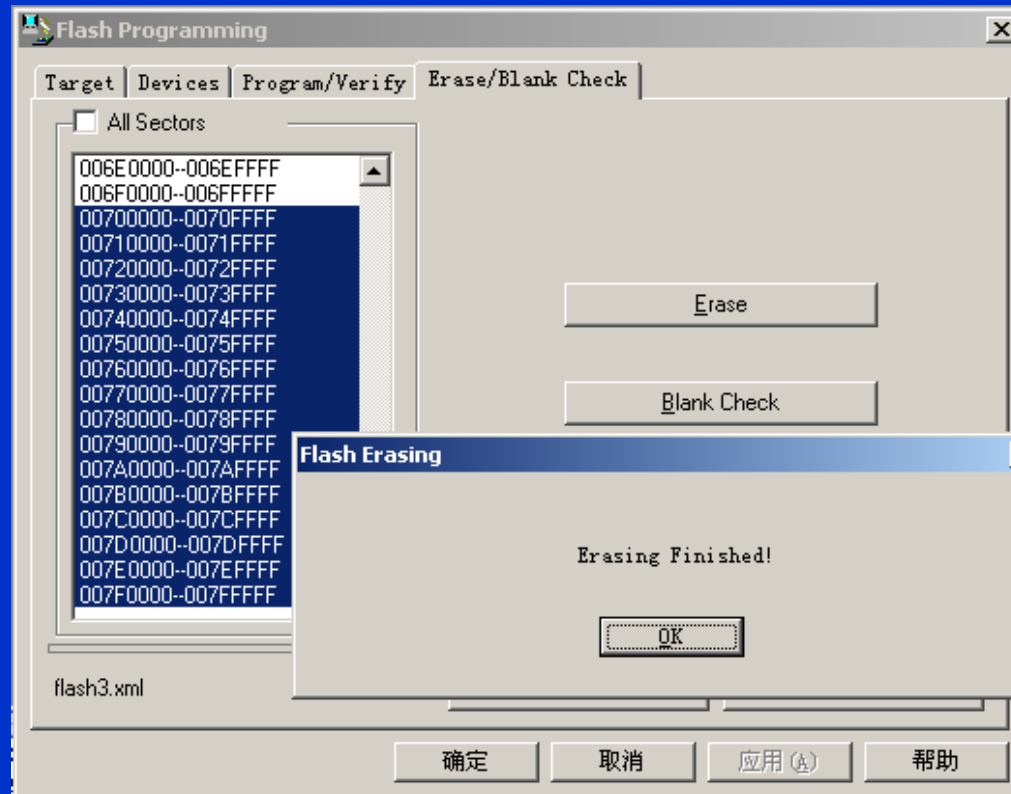 Flash Programming
Target Devices Program/Verify Erase/Blank Check
All Sectors
006E0000--006EFFFF
006F0000--006FFFFF
00700000--0070FFFF
00710000--0071FFFF
00720000--0072FFFF
00730000--0073FFFF
00740000--0074FFFF
00750000--0075FFFF
00760000--0076FFFF
00770000--0077FFFF
00780000--0078FFFF
00790000--0079FFFF
007A0000--007AFFFF
007B0000--007BFFFF
007C0000--007CFFFF
007D0000--007DFFFF
007E0000--007EFFFF
007F0000--007FFFFF
Erase
Blank Check
Flash Erasing
Erasing Finished!
OK
flash3.xml
确定 取消 应用(A) 帮助